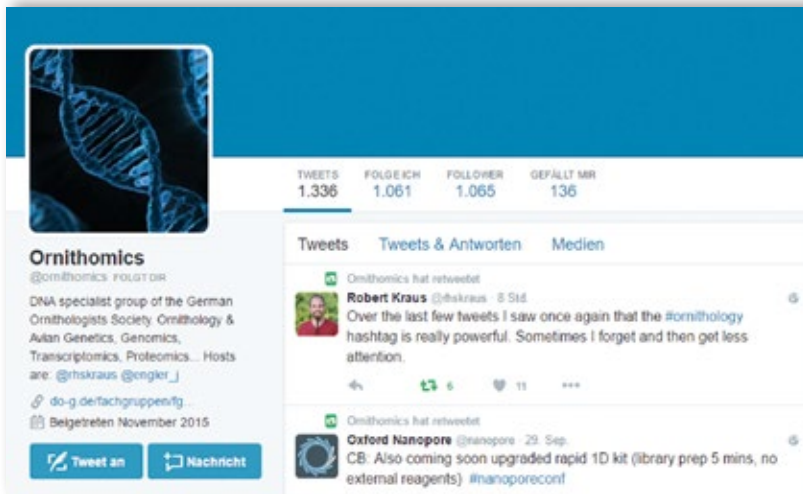 TWEETS FOLGE ICH FOLLOWER GEFÄLLT MIR
1.336 1.061 1.065 136
Ornithomics
@ornithomics FOLGT DIR
DNA specialist group of the German
Ornithologists Society. Ornithology &
Avian Genetics, Genomics,
Transcriptomics, Proteomics... Hosts
are: @rhskraus @engler_j
do-g.de/fachgruppen/fg...
Beigetreten November 2015
Tweet an Nachricht
Tweets Tweets & Antworten Medien
Ornithomics hat retweetet
Robert Kraus @rhskraus · 8 Std.
Over the last few tweets I saw once again that the #ornithology
hashtag is really powerful. Sometimes I forget and then get less
attention.
6 11
Ornithomics hat retweetet
Oxford Nanopore @nanopore · 29. Sep.
CB: Also coming soon upgraded rapid 1D kit (library prep 5 mins, no
external reagents) #nanoporeconf